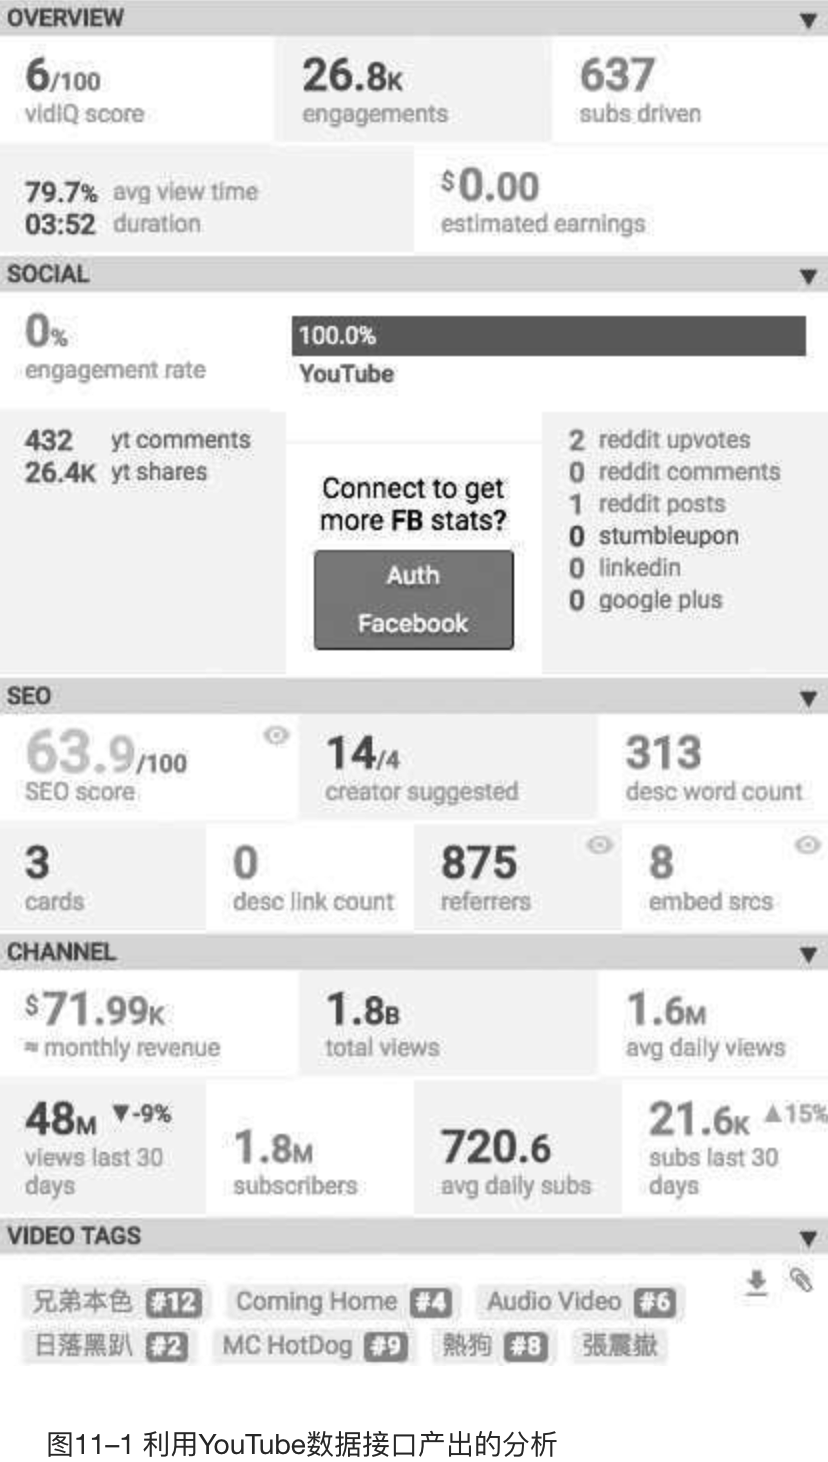 OVERVIEW ▼
6/100 26.8K 637
vidIQ score engagements subs driven
79.7% avg view time $0.00
03:52 duration estimated earnings
SOCIAL ▼
0% 100.0%
engagement rate YouTube
432 yt comments 2 reddit upvotes
26.4K yt shares 0 reddit comments
Connect to get 1 reddit posts
more FB stats? 0 stumbleupon
Auth 0 linkedin
Facebook 0 google plus
SEO ▼
63.9/100 14/4 313
SEO score creator suggested desc word count
3 0 875 8
cards desc link count referrers embed srcs
CHANNEL ▼
$71.99K 1.8B 1.6M
≈ monthly revenue total views avg daily views
48M ▼-9% 1.8M 720.6 21.6K ▲15%
views last 30 subscribers avg daily subs subs last 30
days days
VIDEO TAGS ▼
兄弟本色 #12 Coming Home #4 Audio Video #6
日落黑趴 #2 MC HotDog #9 熱狗 #8 張震嶽
图11–1 利用YouTube数据接口产出的分析